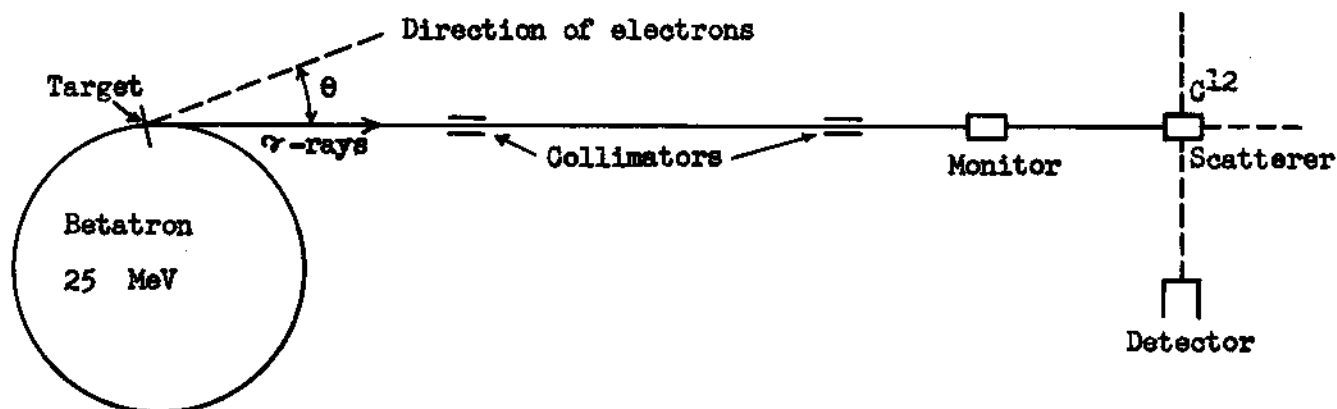 Direction of electrons
Target
θ
C12
γ-rays
Collimators
Monitor
Scatterer
Betatron
25 MeV
Detector